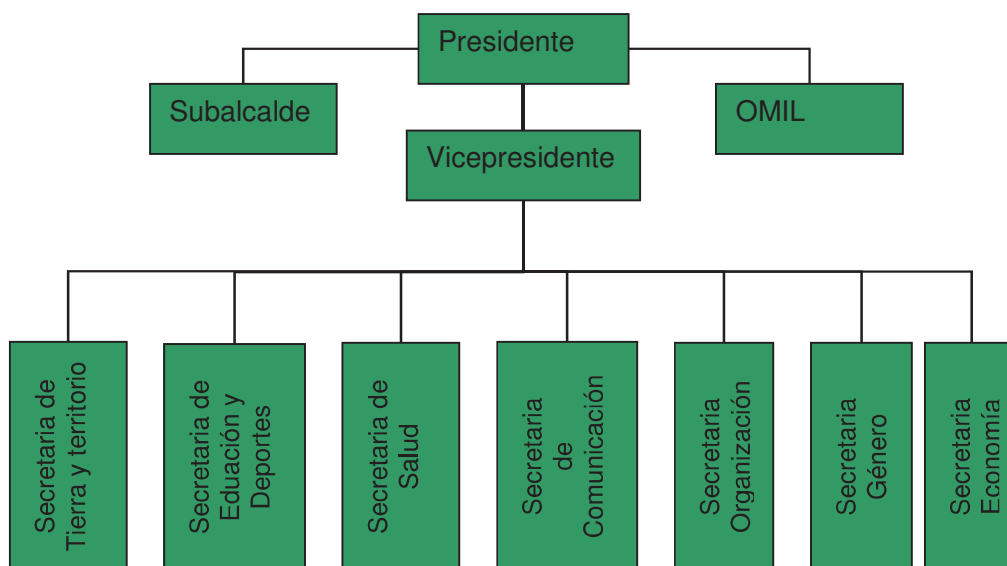 Presidente
Subalcalde
OMIL
Vicepresidente
Secretaria de
Tierra y territorio
Secretaria de
Eduación y
Deportes
Secretaria de
Salud
Secretaria
de
Comunicación
Secretaria
Organización
Secretaria
Género
Secretaria
Economía